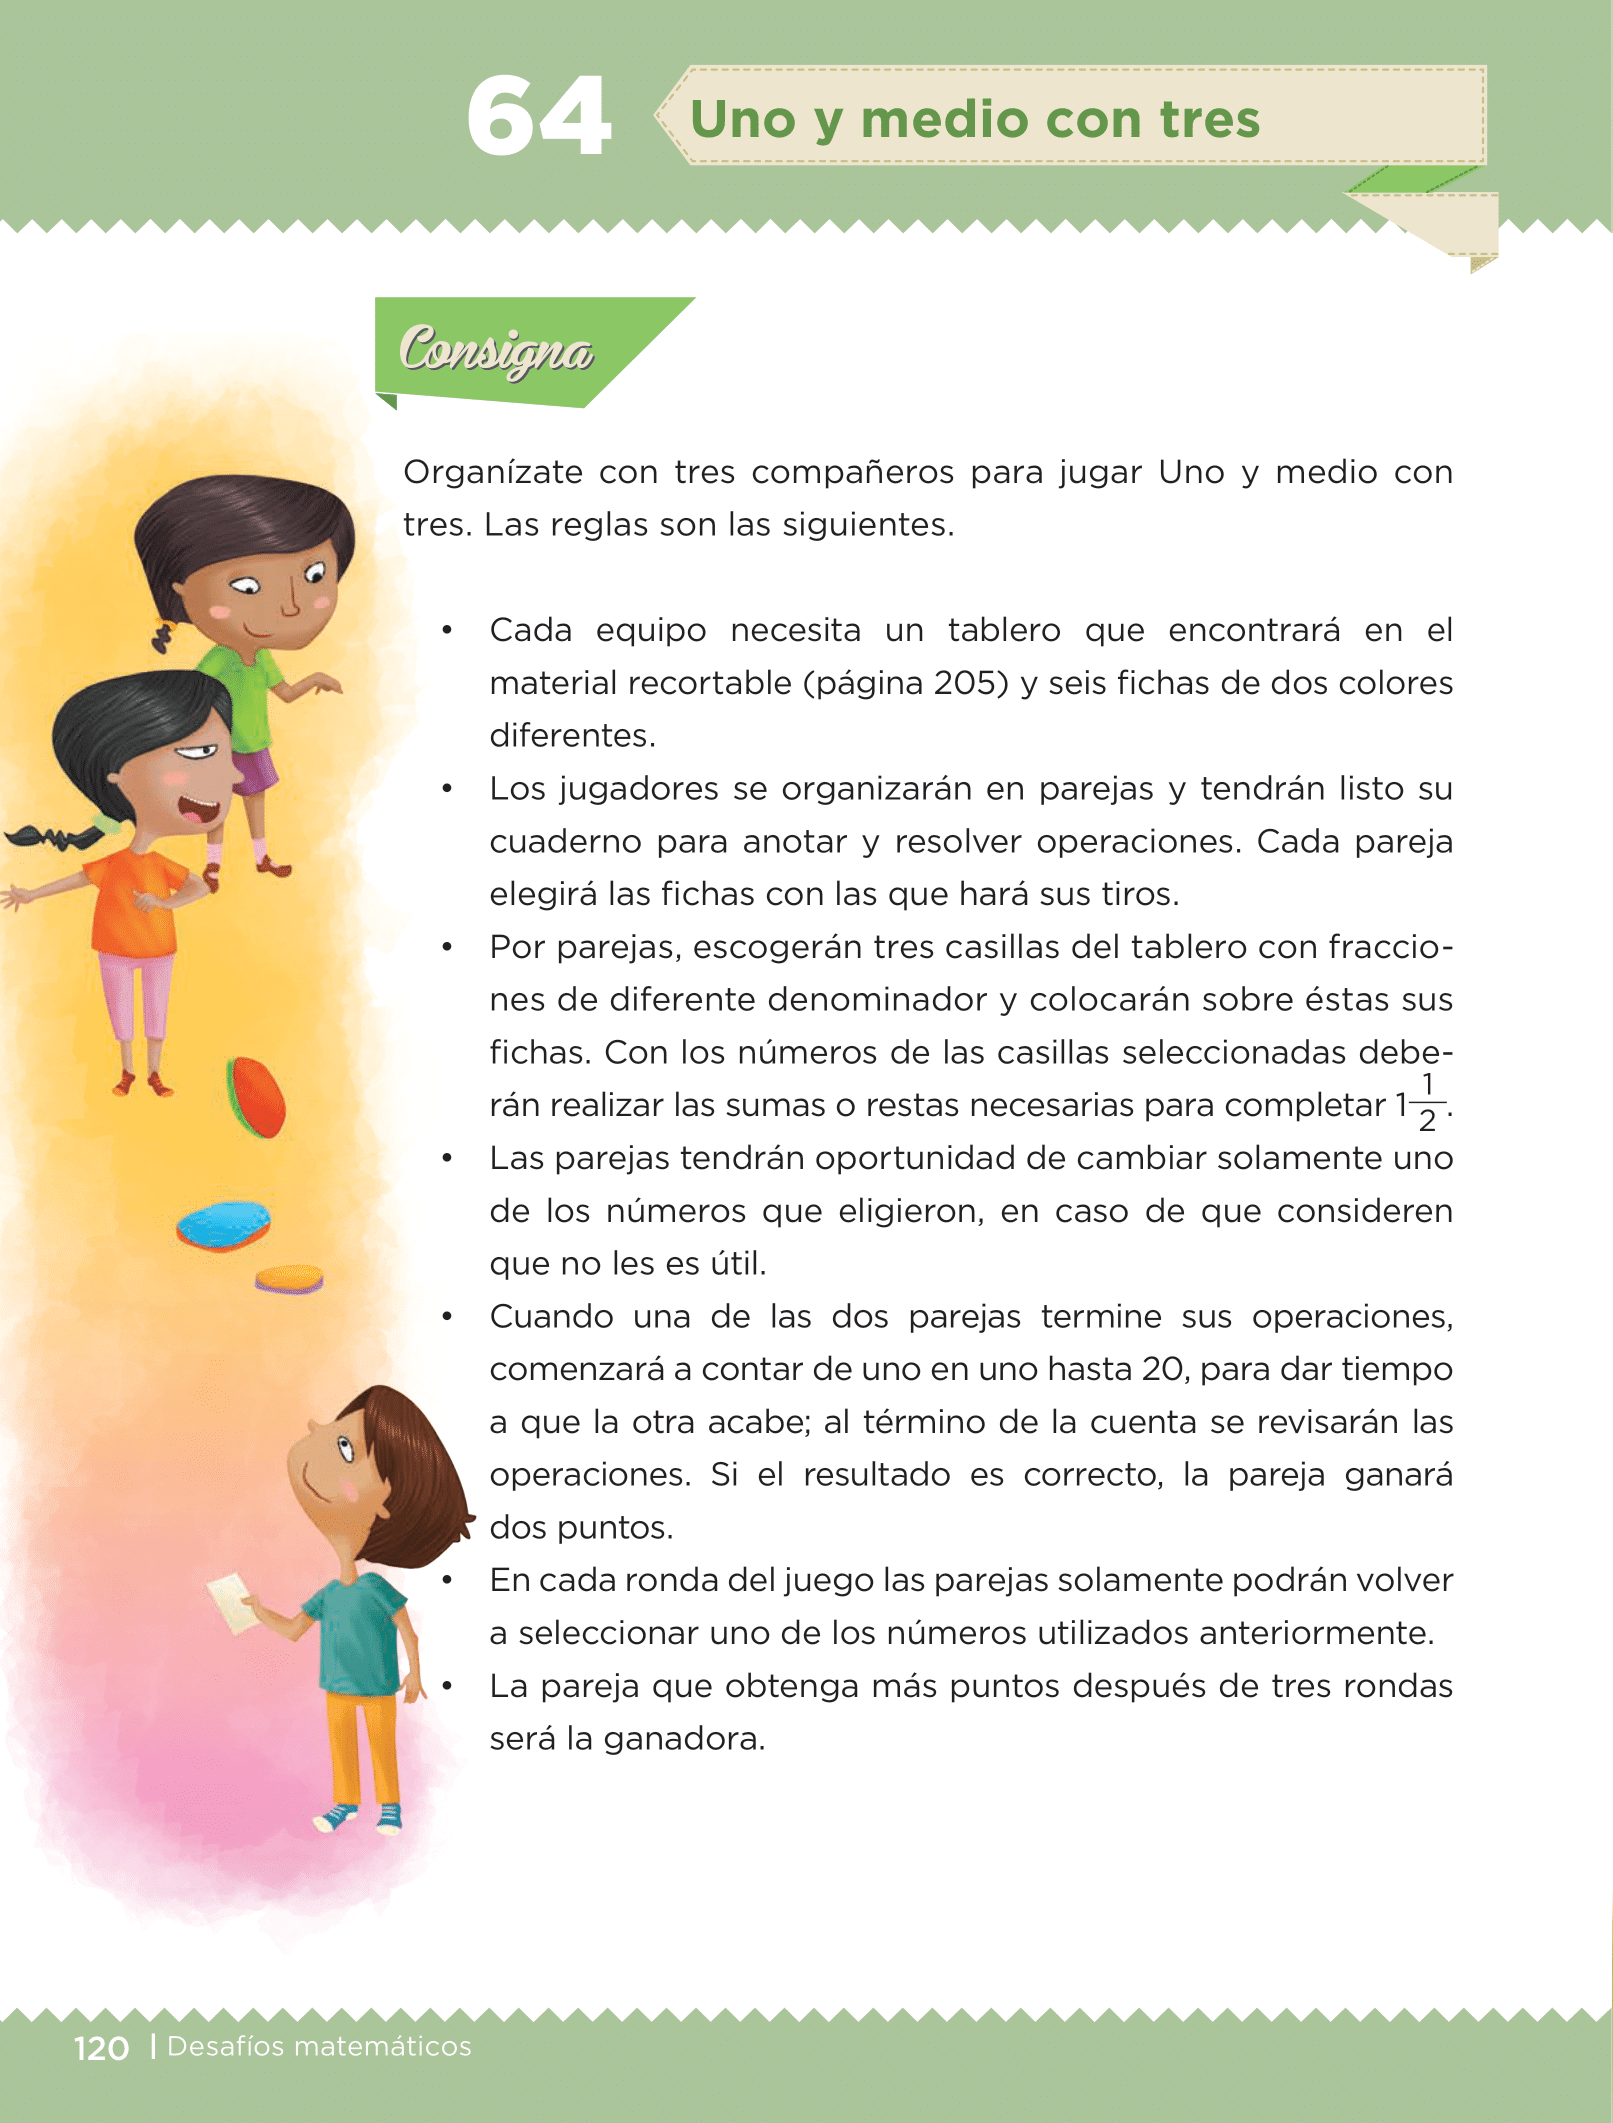 64
Uno y medio con tres
Consigna
Organízate con tres compañeros para jugar Uno y medio con
tres. Las reglas son las siguientes.
• Cada equipo necesita un tablero que encontrará en el
material recortable (página 205) y seis fichas de dos colores
diferentes.
• Los jugadores se organizarán en parejas y tendrán listo su
cuaderno para anotar y resolver operaciones. Cada pareja
elegirá las fichas con las que hará sus tiros.
• Por parejas, escogerán tres casillas del tablero con fraccio-
nes de diferente denominador y colocarán sobre éstas sus
fichas. Con los números de las casillas seleccionadas debe-
rán realizar las sumas o restas necesarias para completar 1 1/2.
• Las parejas tendrán oportunidad de cambiar solamente uno
de los números que eligieron, en caso de que consideren
que no les es útil.
• Cuando una de las dos parejas termine sus operaciones,
comenzará a contar de uno en uno hasta 20, para dar tiempo
a que la otra acabe; al término de la cuenta se revisarán las
operaciones. Si el resultado es correcto, la pareja ganará
dos puntos.
• En cada ronda del juego las parejas solamente podrán volver
a seleccionar uno de los números utilizados anteriormente.
• La pareja que obtenga más puntos después de tres rondas
será la ganadora.
120 | Desafíos matemáticos